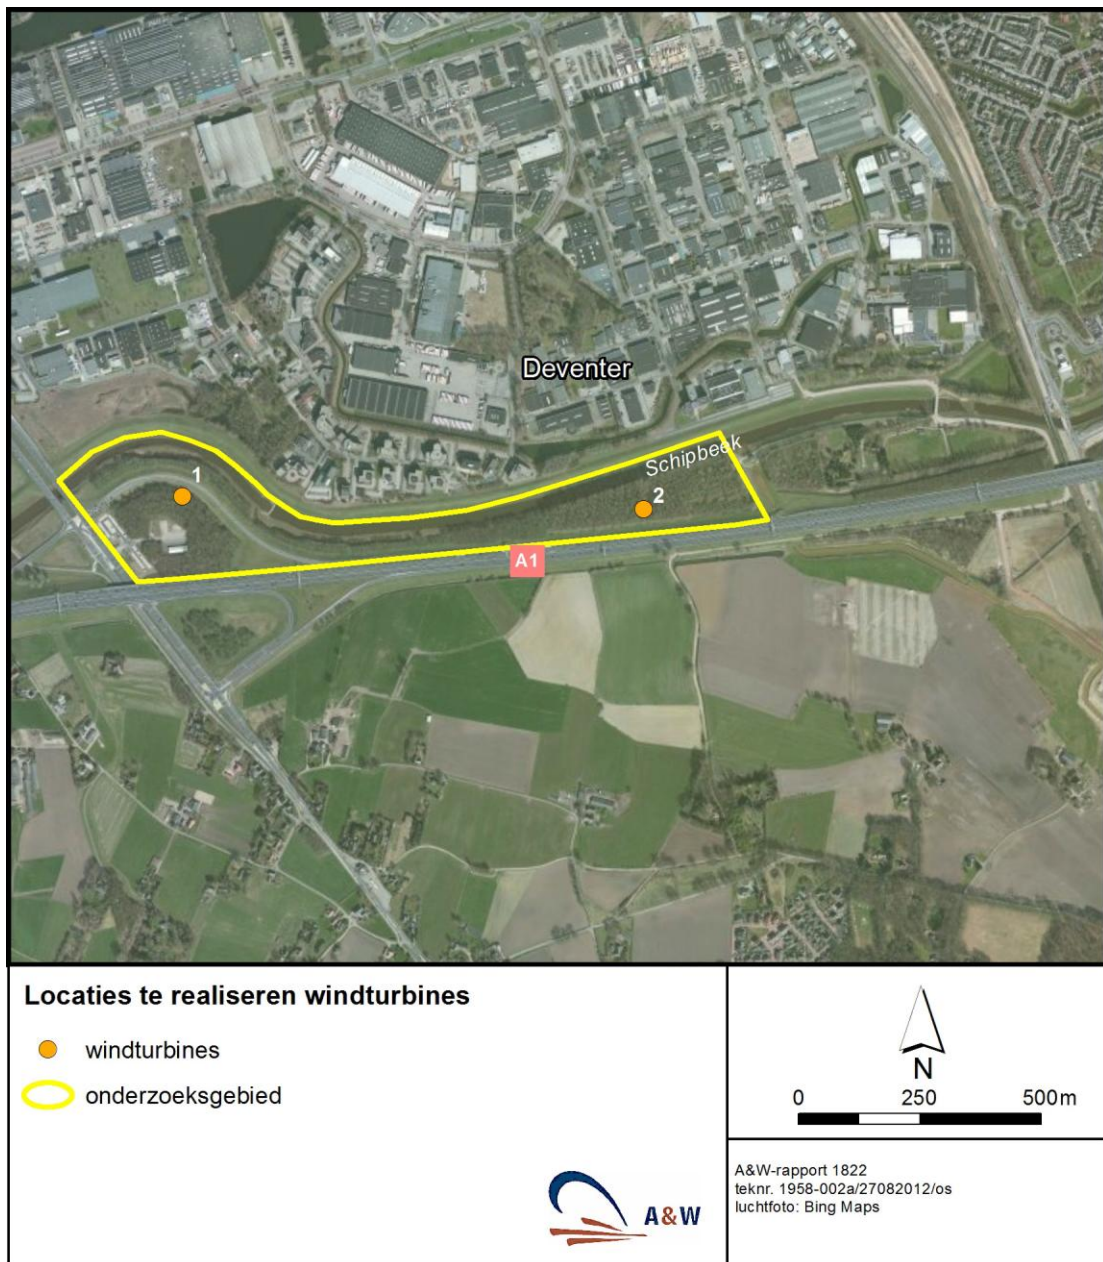 Deventer
Schipbeek
1
2
A1
Locaties te realiseren windturbines
windturbines
onderzoeksgebied
N
0 250 500m
A&W
A&W-rapport 1822
teknr. 1958-002a/27082012/os
luchtfoto: Bing Maps